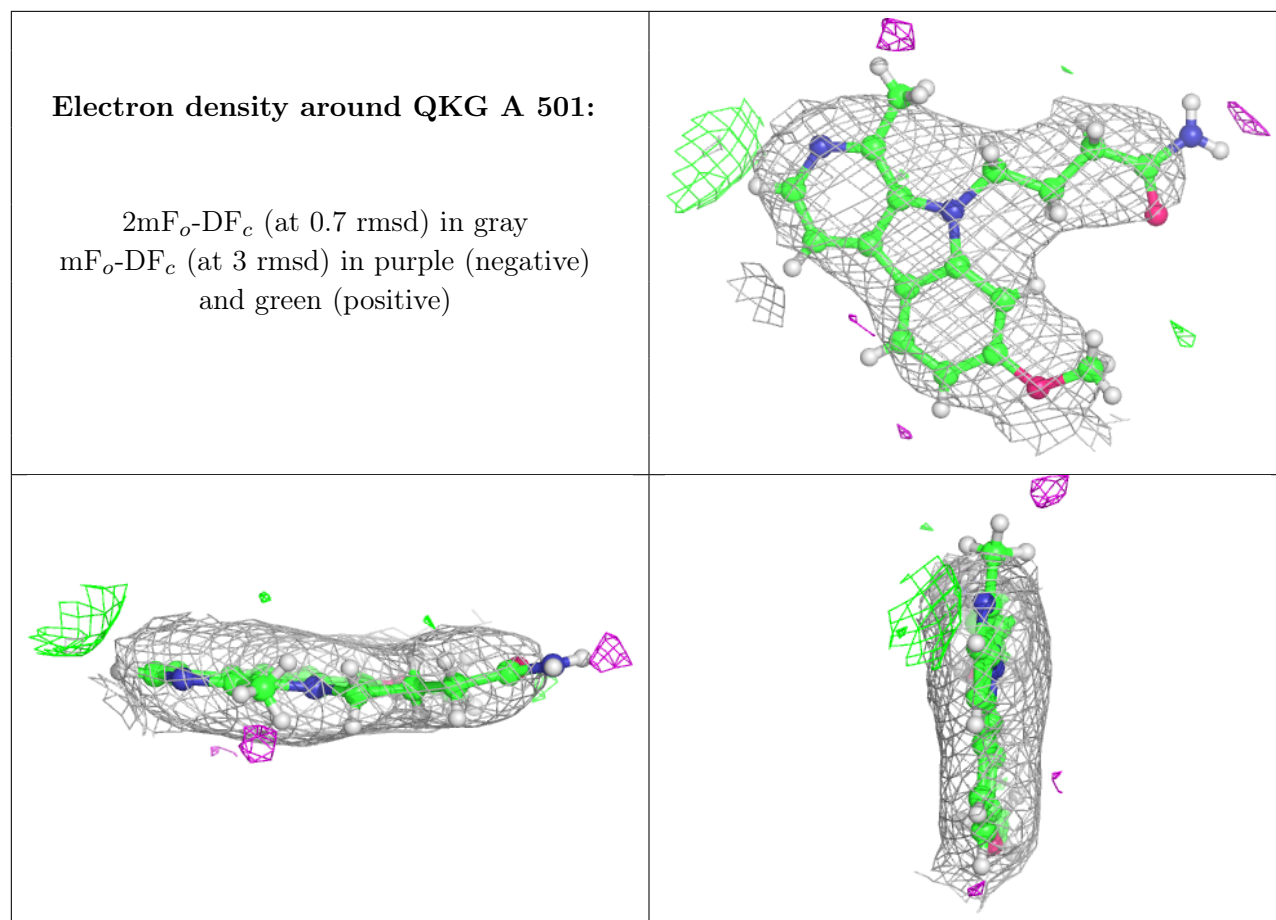 Electron density around QKG A 501:
2mFo-DFc (at 0.7 rmsd) in gray
mFo-DFc (at 3 rmsd) in purple (negative)
and green (positive)